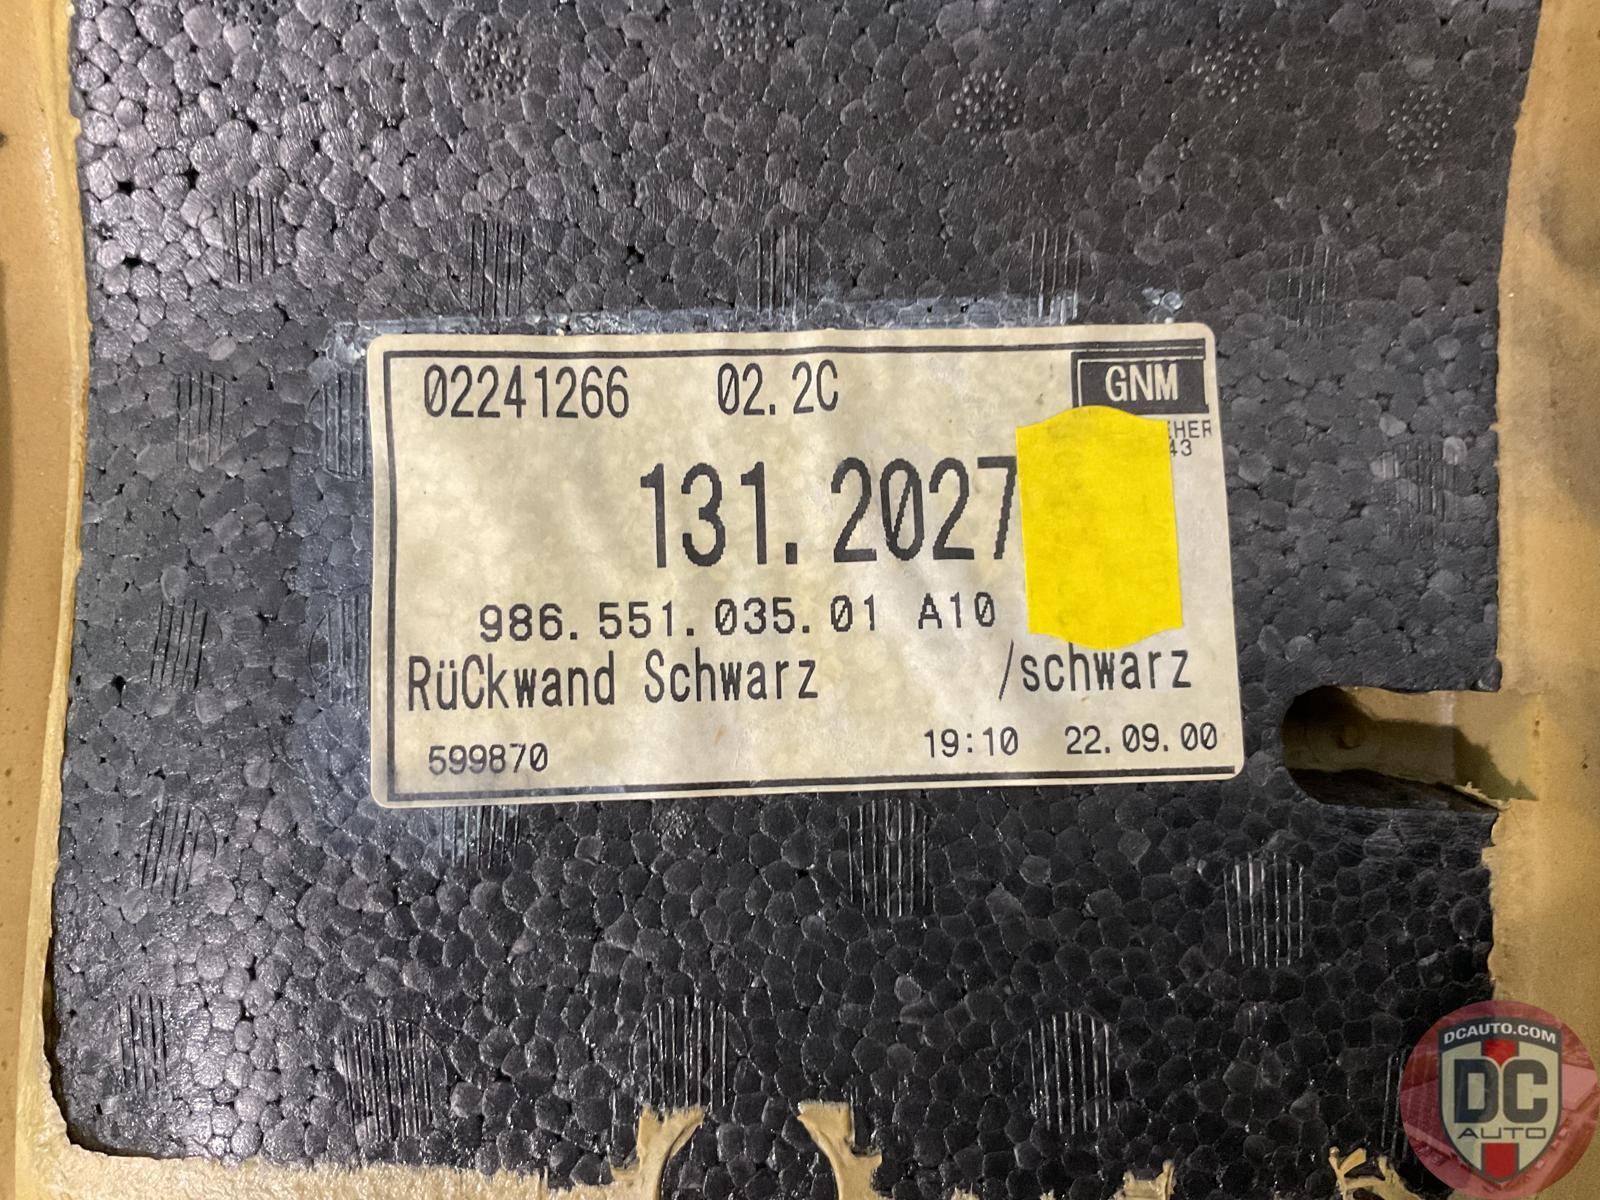 02241266 02.2C GNM
131.2027
986.551.035.01 A10
RüCkwand Schwarz /schwarz
599870 19:10 22.09.00
DCAUTO.COM
DC
AUTO